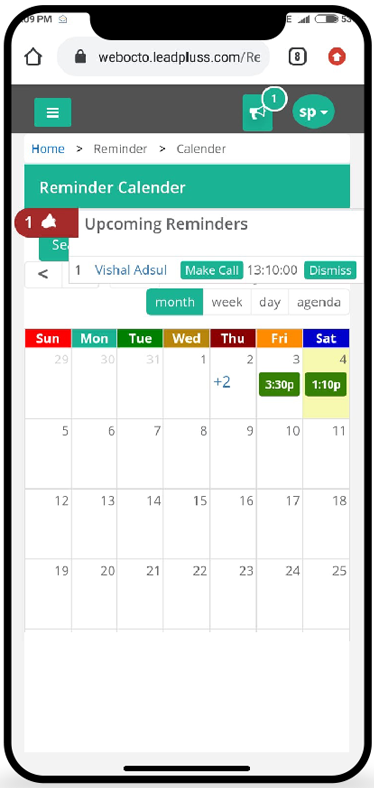 :09 PM E 53
webocto.leadpluss.com/Re 8
1
sp
Home > Reminder > Calender
Reminder Calender
1 Upcoming Reminders
Se
1 Vishal Adsul Make Call 13:10:00 Dismiss
<
month week day agenda
Sun Mon Tue Wed Thu Fri Sat
29 30 31 1 2 3 4
+2 3:30p 1:10p
5 6 7 8 9 10 11
12 13 14 15 16 17 18
19 20 21 22 23 24 25